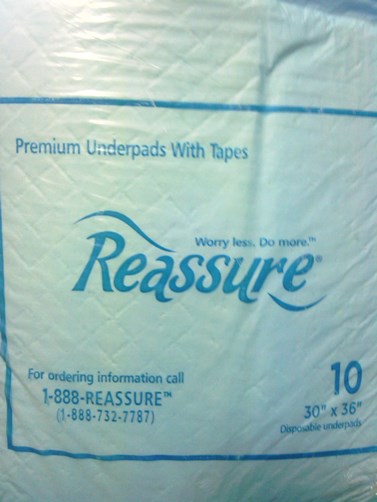 Premium Underpads With Tapes
Worry less. Do more.™
Reassure®
For ordering information call
1-888-REASSURE™
(1-888-732-7787)
10
30" x 36"
Disposable underpads